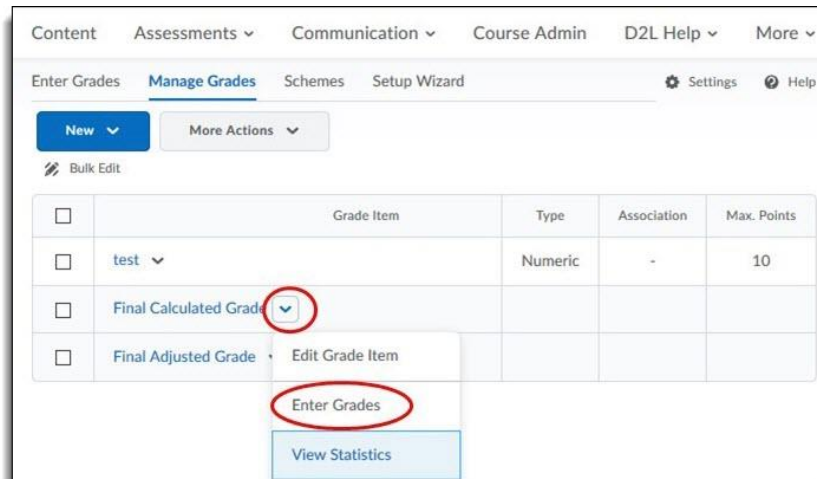 Content Assessments Communication Course Admin D2L Help More
Enter Grades Manage Grades Schemes Setup Wizard Settings Help
New More Actions
Bulk Edit
Grade Item Type Association Max. Points
test Numeric - 10
Final Calculated Grade
Final Adjusted Grade
Edit Grade Item
Enter Grades
View Statistics